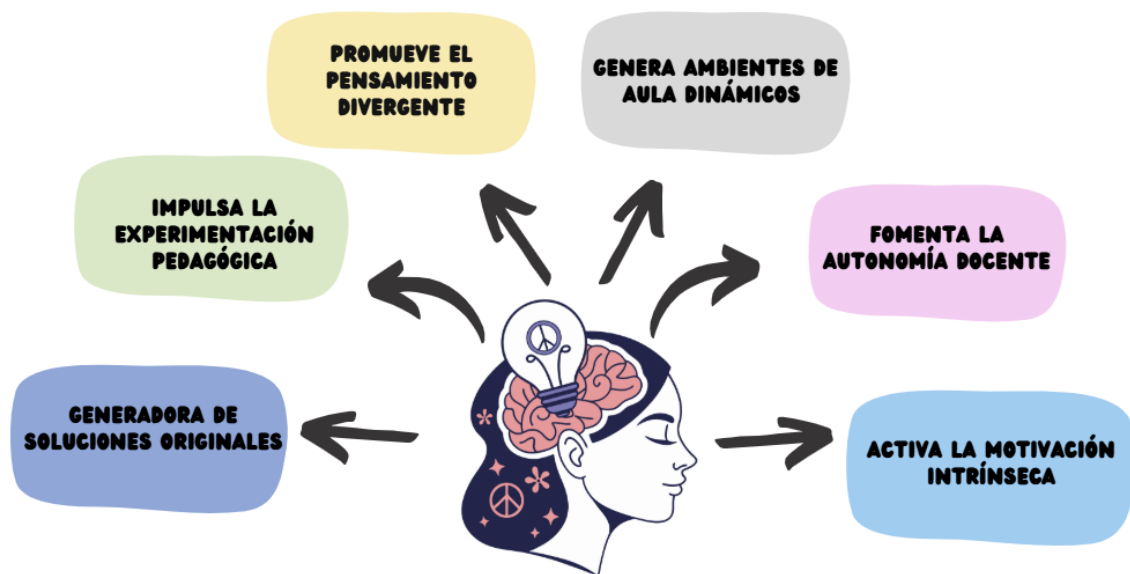 PROMUEVE EL
PENSAMIENTO
DIVERGENTE
GENERA AMBIENTES DE
AULA DINÁMICOS
IMPULSA LA
EXPERIMENTACIÓN
PEDAGÓGICA
FOMENTA LA
AUTONOMÍA DOCENTE
GENERADORA DE
SOLUCIONES ORIGINALES
ACTIVA LA MOTIVACIÓN
INTRÍNSECA